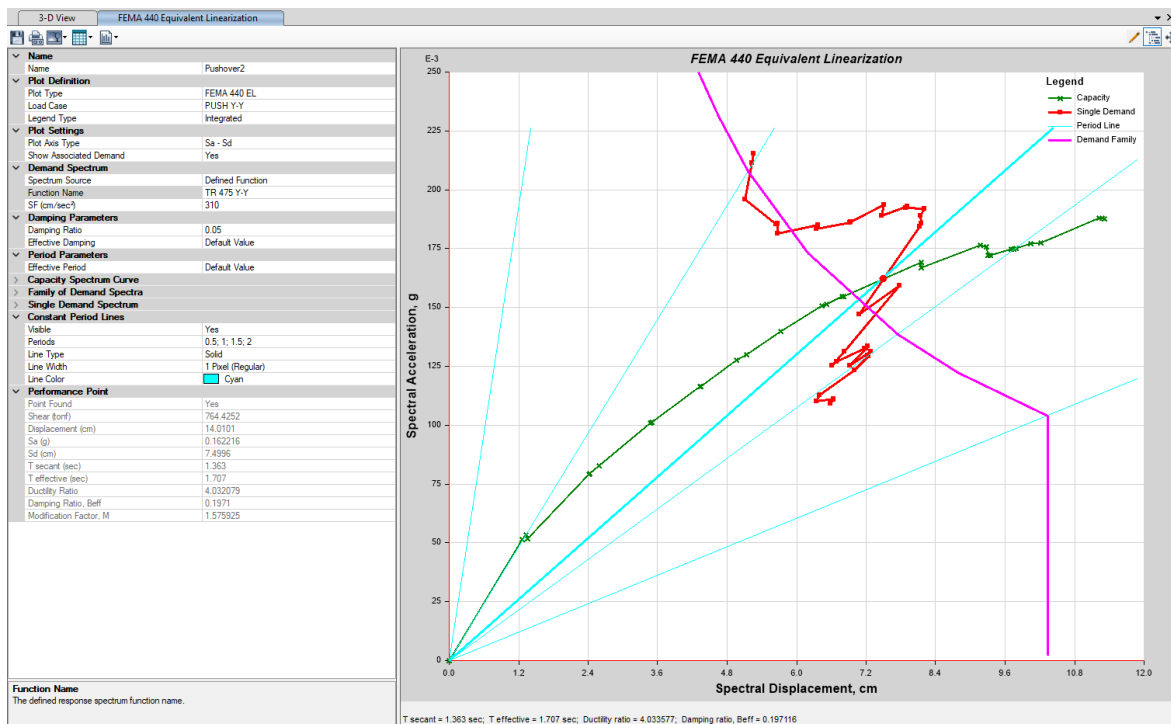 3-D View
FEMA 440 Equivalent Linearization
Name
Name Pushover2
Plot Definition
Plot Type FEMA 440 EL
Load Case PUSH Y-Y
Legend Type Integrated
Plot Settings
Plot Axis Type Sa - Sd
Show Associated Demand Yes
Demand Spectrum
Spectrum Source Defined Function
Function Name TR 475 Y-Y
SF (cm/sec²) 310
Damping Parameters
Damping Ratio 0.05
Effective Damping Default Value
Period Parameters
Effective Period Default Value
Capacity Spectrum Curve
Family of Demand Spectra
Single Demand Spectrum
Constant Period Lines
Visible Yes
Periods 0.5; 1; 1.5; 2
Line Type Solid
Line Width 1 Pixel (Regular)
Line Color Cyan
Performance Point
Point Found Yes
Shear (tonf) 764.4252
Displacement (cm) 14.0101
Sa (g) 0.162216
Sd (cm) 7.4996
T secant (sec) 1.363
T effective (sec) 1.707
Ductility Ratio 4.032079
Damping Ratio, Beff 0.1971
Modification Factor, M 1.575925
Function Name
The defined response spectrum function name.
FEMA 440 Equivalent Linearization
E-3
250
225
200
175
150
125
100
75
50
25
0
Spectral Acceleration, g
Legend
Capacity
Single Demand
Period Line
Demand Family
0.0 1.2 2.4 3.6 4.8 6.0 7.2 8.4 9.6 10.8 12.0
Spectral Displacement, cm
T secant = 1.363 sec; T effective = 1.707 sec; Ductility ratio = 4.033577; Damping ratio, Beff = 0.197116